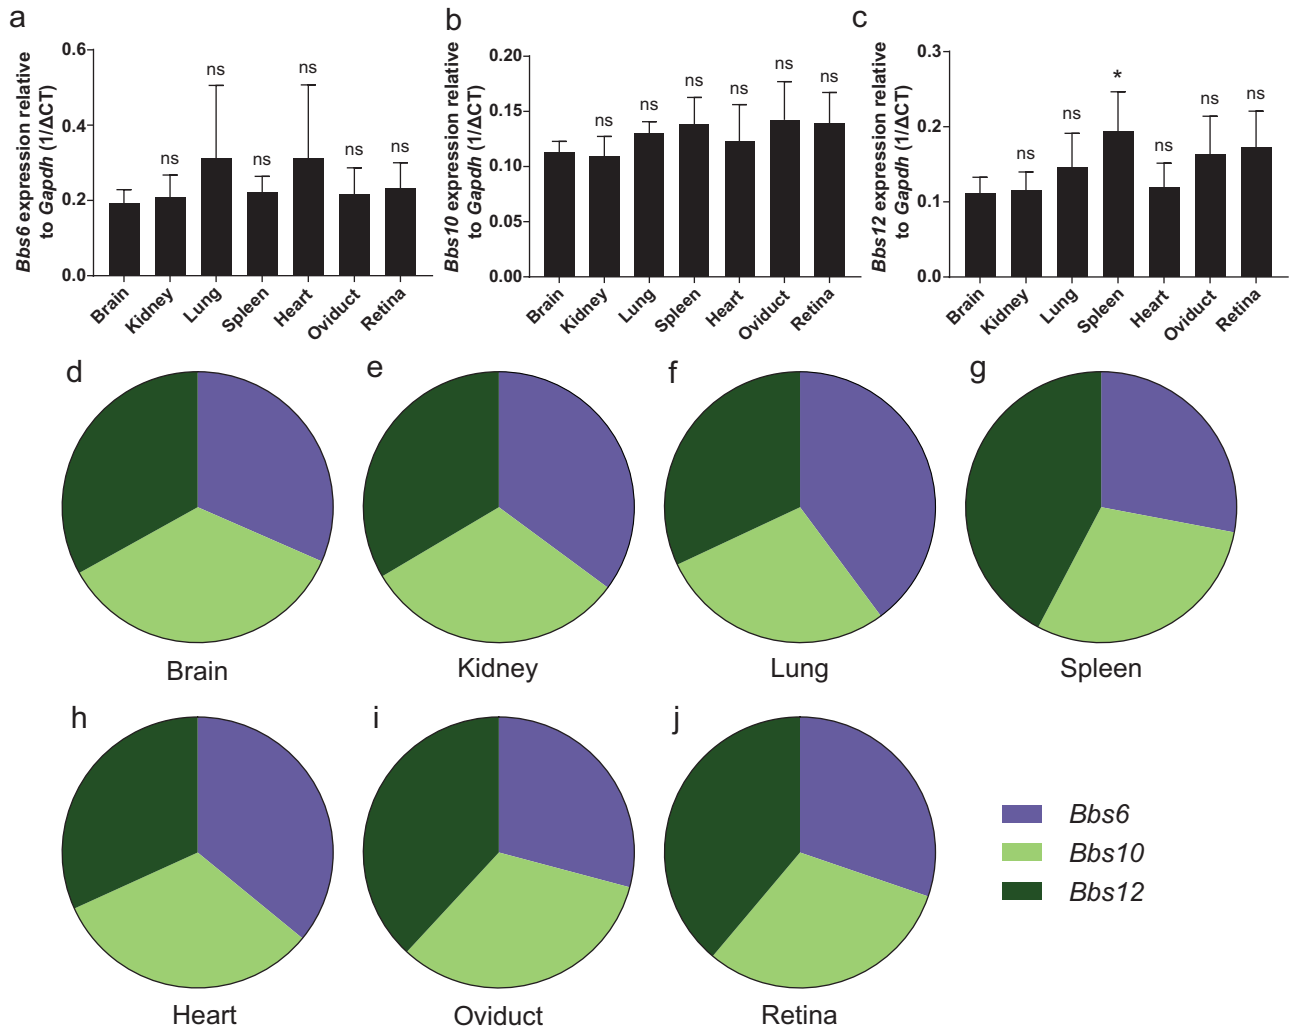 a
Bbs6 expression relative
to Gapdh (1/ΔCT)
0.6
0.4
0.2
0.0
ns
ns
ns
ns
ns
ns
Brain
Kidney
Lung
Spleen
Heart
Oviduct
Retina
b
Bbs10 expression relative
to Gapdh (1/ΔCT)
0.20
0.15
0.10
0.05
0.00
ns
ns
ns
ns
ns
ns
Brain
Kidney
Lung
Spleen
Heart
Oviduct
Retina
c
Bbs12 expression relative
to Gapdh (1/ΔCT)
0.3
0.2
0.1
0.0
ns
ns
*
ns
ns
ns
Brain
Kidney
Lung
Spleen
Heart
Oviduct
Retina
d
Brain
e
Kidney
f
Lung
g
Spleen
h
Heart
i
Oviduct
j
Retina
Bbs6
Bbs10
Bbs12